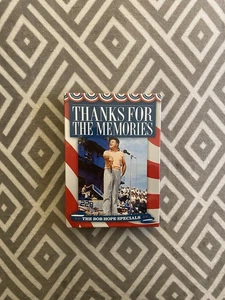 THANKS FOR
THE MEMORIES
THE BOB HOPE SPECIALS